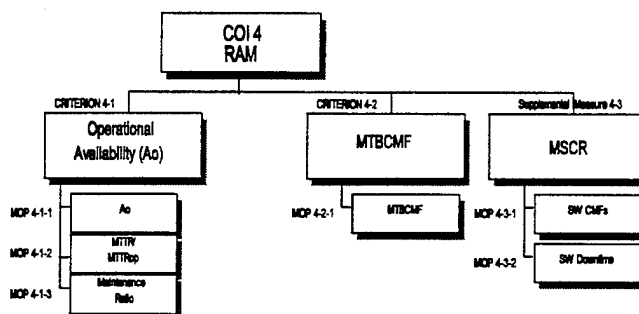 COI 4
RAM
CRITERION 4-1
CRITERION 4-2
Supplemental Measure 4-3
Operational
Availability (Ao)
MTBCMF
MSCR
MOP 4-1-1
Ao
MOP 4-1-2
MTTRf
MTTRop
MOP 4-1-3
Maintenance
Ratio
MOP 4-2-1
MTBCMF
MOP 4-3-1
SW CMFs
MOP 4-3-2
SW Downtime